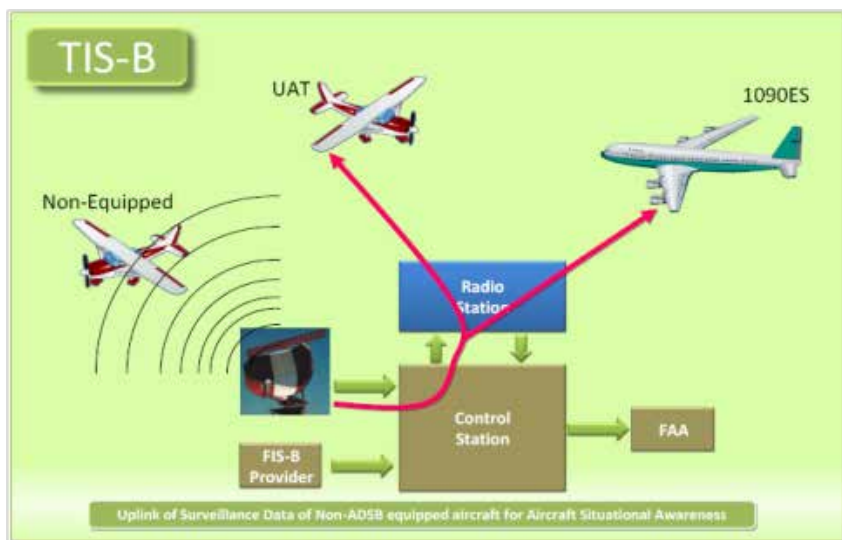 TIS-B
UAT
1090ES
Non-Equipped
Radio
Station
Control
Station
FAA
FIS-B
Provider
Uplink of Surveillance Data of Non-ADSB equipped aircraft for Aircraft Situational Awareness